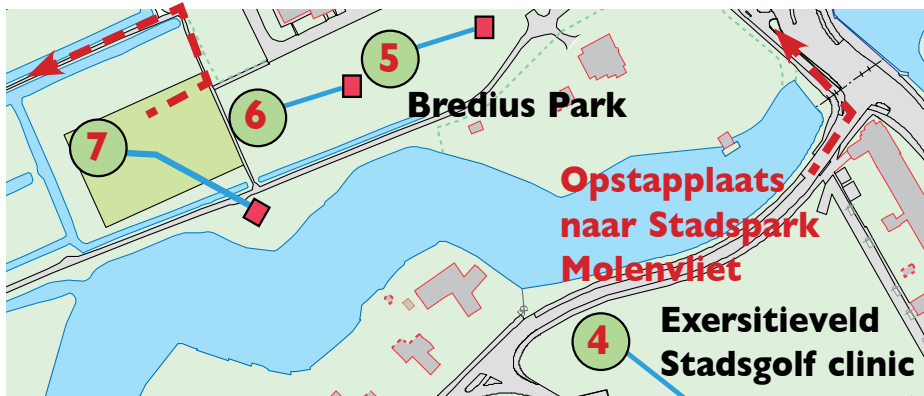 5
6
Bredius Park
7
Opstapplaats
naar Stadspark
Molenvliet
Exersitieveld
4
Stadsgolf clinic